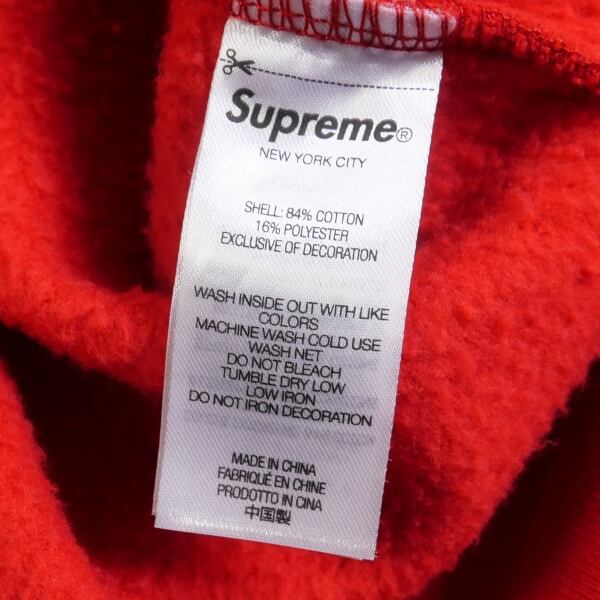 Supreme®
NEW YORK CITY
SHELL: 84% COTTON
16% POLYESTER
EXCLUSIVE OF DECORATION
WASH INSIDE OUT WITH LIKE
COLORS
MACHINE WASH COLD USE
WASH NET
DO NOT BLEACH
TUMBLE DRY LOW
LOW IRON
DO NOT IRON DECORATION
MADE IN CHINA
FABRIQUÉ EN CHINE
PRODOTTO IN CINA
中国製